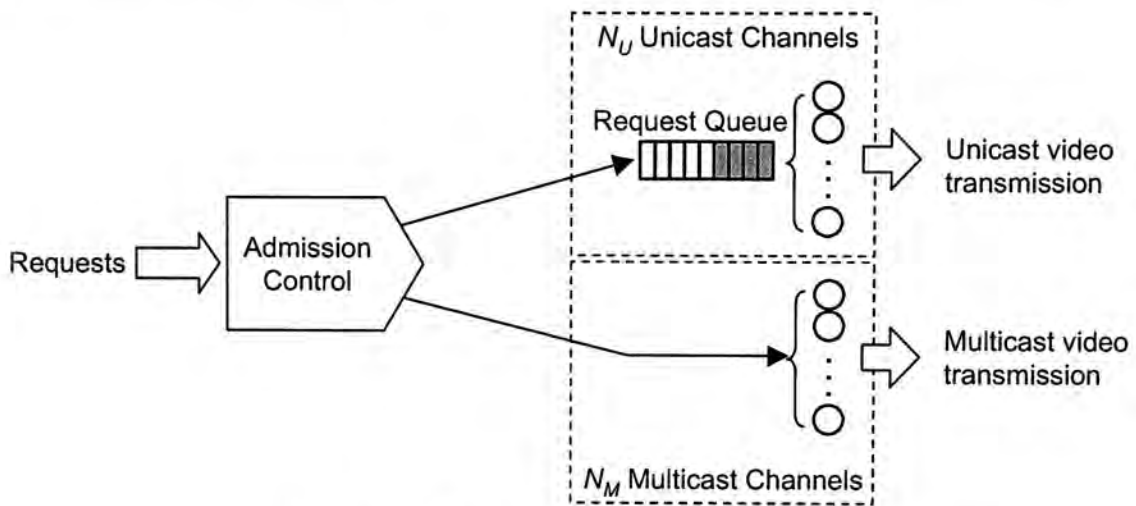 N_U Unicast Channels
Request Queue
Unicast video
transmission
Requests
Admission
Control
Multicast video
transmission
N_M Multicast Channels